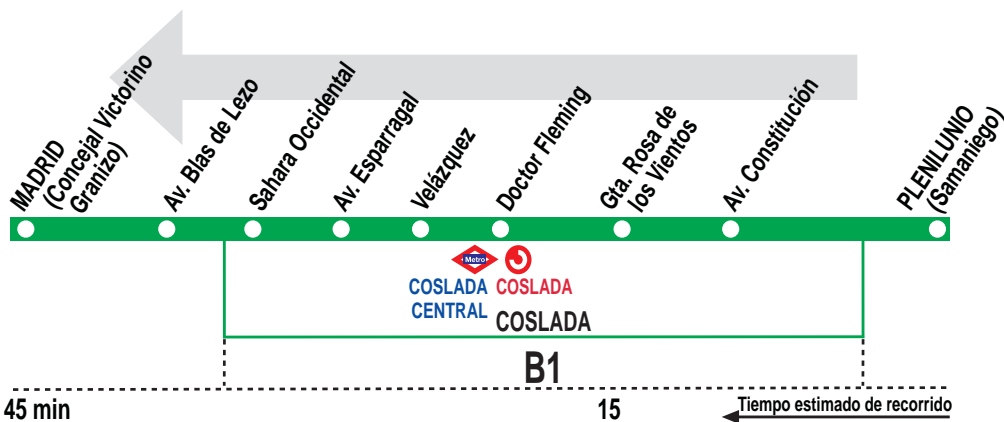 MADRID
(Concejal Victorino
Granizo)
Av. Blas de Lezo
Sahara Occidental
Av. Esparragal
Velázquez
Doctor Fleming
Gta. Rosa de
los Vientos
Av. Constitución
PLENILUNIO
(Samaniego)
Metro
COSLADA
CENTRAL
COSLADA
COSLADA
B1
45 min
15
Tiempo estimado de recorrido